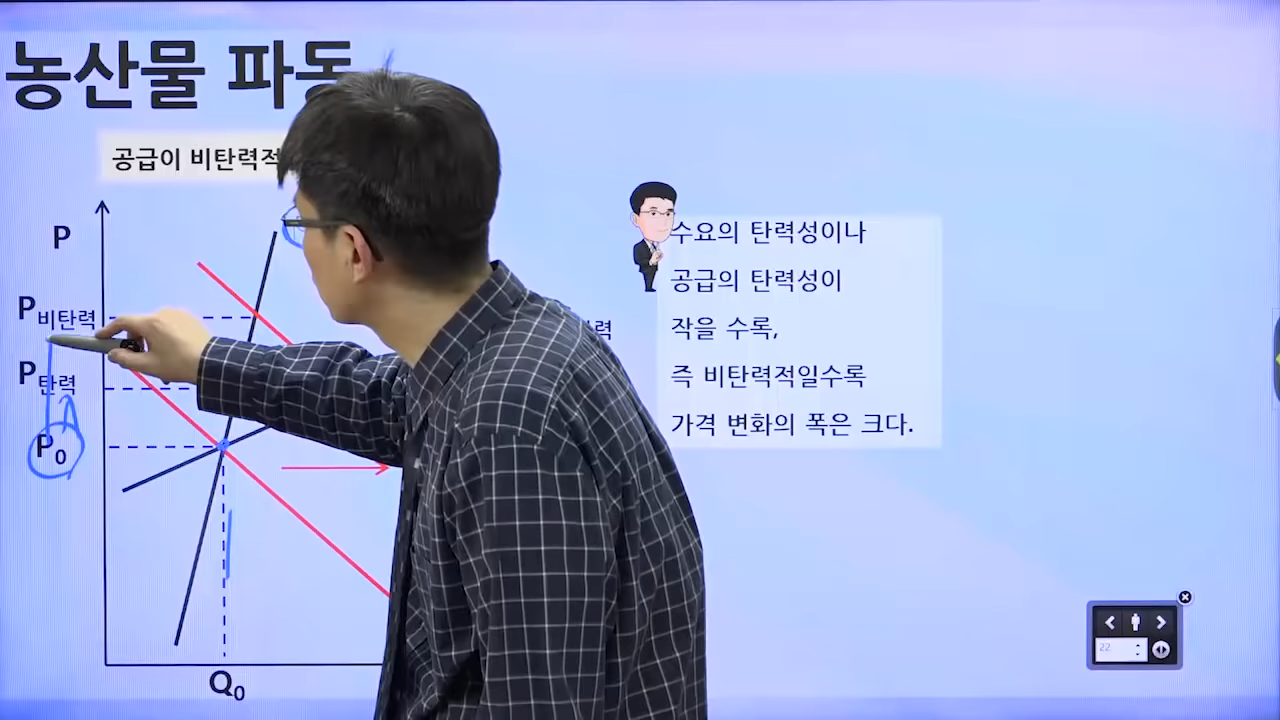 농산물 파동
공급이 비탄력적
P
P비탄력
P탄력
P0
Q0
수요의 탄력성이나
공급의 탄력성이
작을 수록,
즉 비탄력적일수록
가격 변화의 폭은 크다.
22